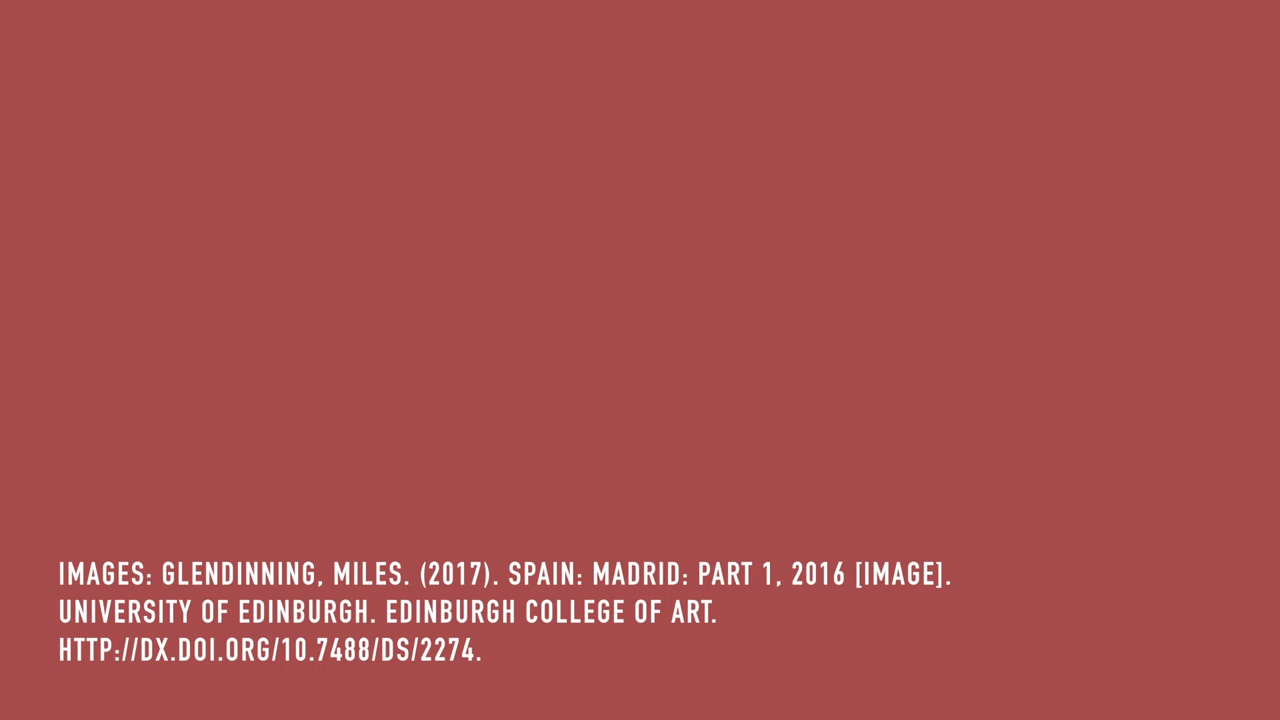 IMAGES: GLENDINNING, MILES. (2017). SPAIN: MADRID: PART 1, 2016 [IMAGE].
UNIVERSITY OF EDINBURGH. EDINBURGH COLLEGE OF ART.
HTTP://DX.DOI.ORG/10.7488/DS/2274.